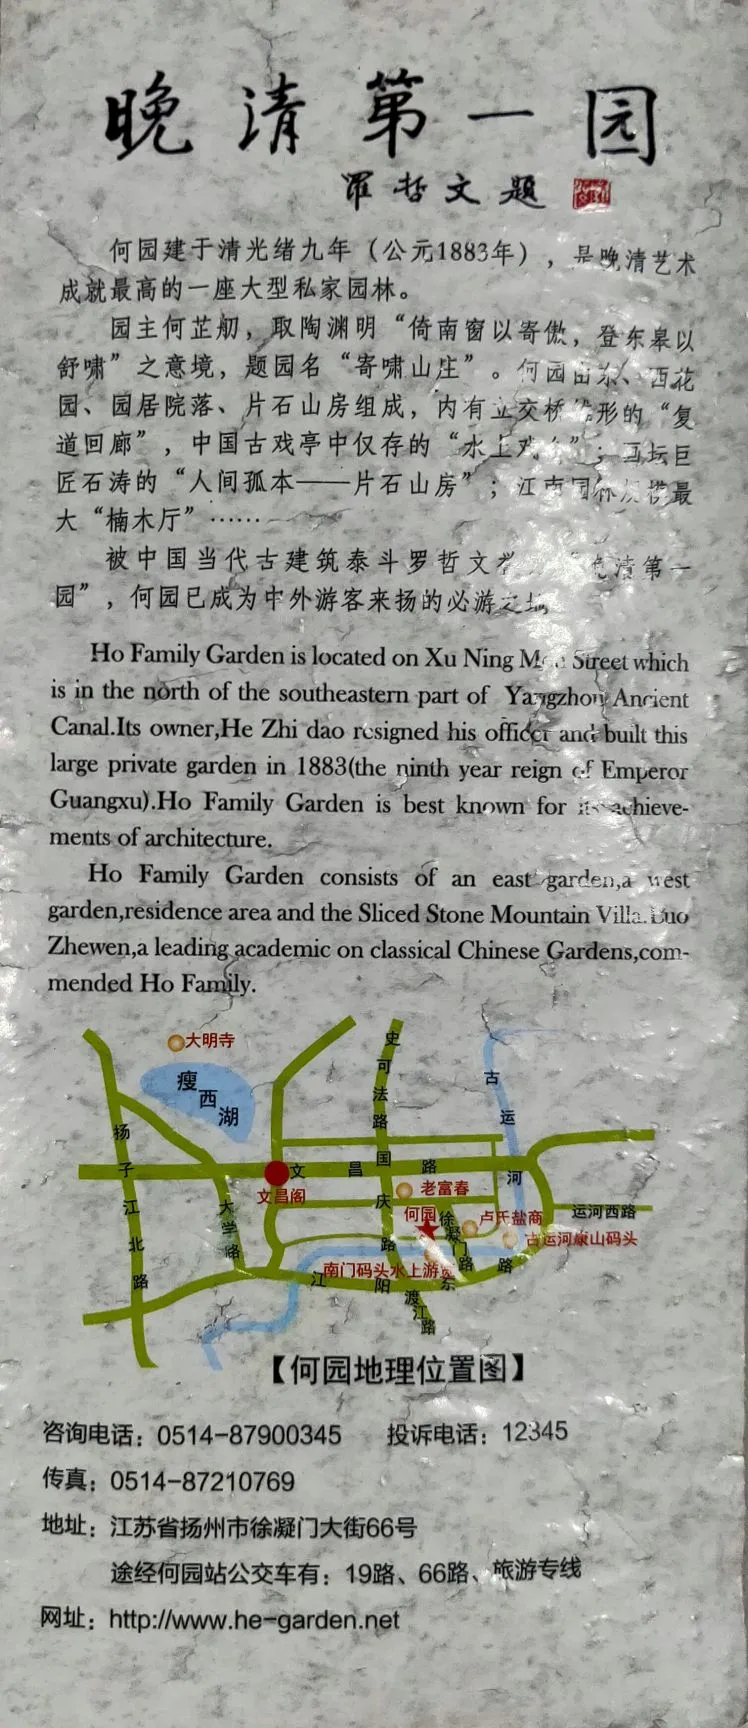 晚清第一园
罗哲文题
何园建于清光绪九年（公元1883年），是晚清艺术
成就最高的一座大型私家园林。
园主何芷舠，取陶渊明“倚南窗以寄傲，登东皋以
舒啸”之意境，题园名“寄啸山庄”。何园由东、西花
园、园居院落、片石山房组成，内有立交桥雏形的“复
道回廊”，中国古戏亭中仅存的“水上戏亭”；画坛巨
匠石涛的“人间孤本——片石山房”；江南园林规模最
大“楠木厅”……
被中国当代古建筑泰斗罗哲文 “晚清第一
园”，何园已成为中外游客来扬的必游之地
Ho Family Garden is located on Xu Ning Men Street which
is in the north of the southeastern part of Yangzhou Ancient
Canal.Its owner,He Zhi dao resigned his officer and built this
large private garden in 1883(the ninth year reign of Emperor
Guangxu).Ho Family Garden is best known for its achieve-
ments of architecture.
Ho Family Garden consists of an east garden,a west
garden,residence area and the Sliced Stone Mountain Villa.Luo
Zhewen,a leading academic on classical Chinese Gardens,com-
mended Ho Family.
大明寺
瘦西湖
史可法路
古运河
扬子江北路
文昌路
文昌阁
大学路
国庆路
老富春
何园
徐凝门路
卢氏盐商
运河西路
古运河康山码头
南门码头水上游览
江阳东路
渡江路
【何园地理位置图】
咨询电话：0514-87900345 投诉电话：12345
传真：0514-87210769
地址：江苏省扬州市徐凝门大街66号
途经何园站公交车有：19路、66路、旅游专线
网址：http://www.he-garden.net